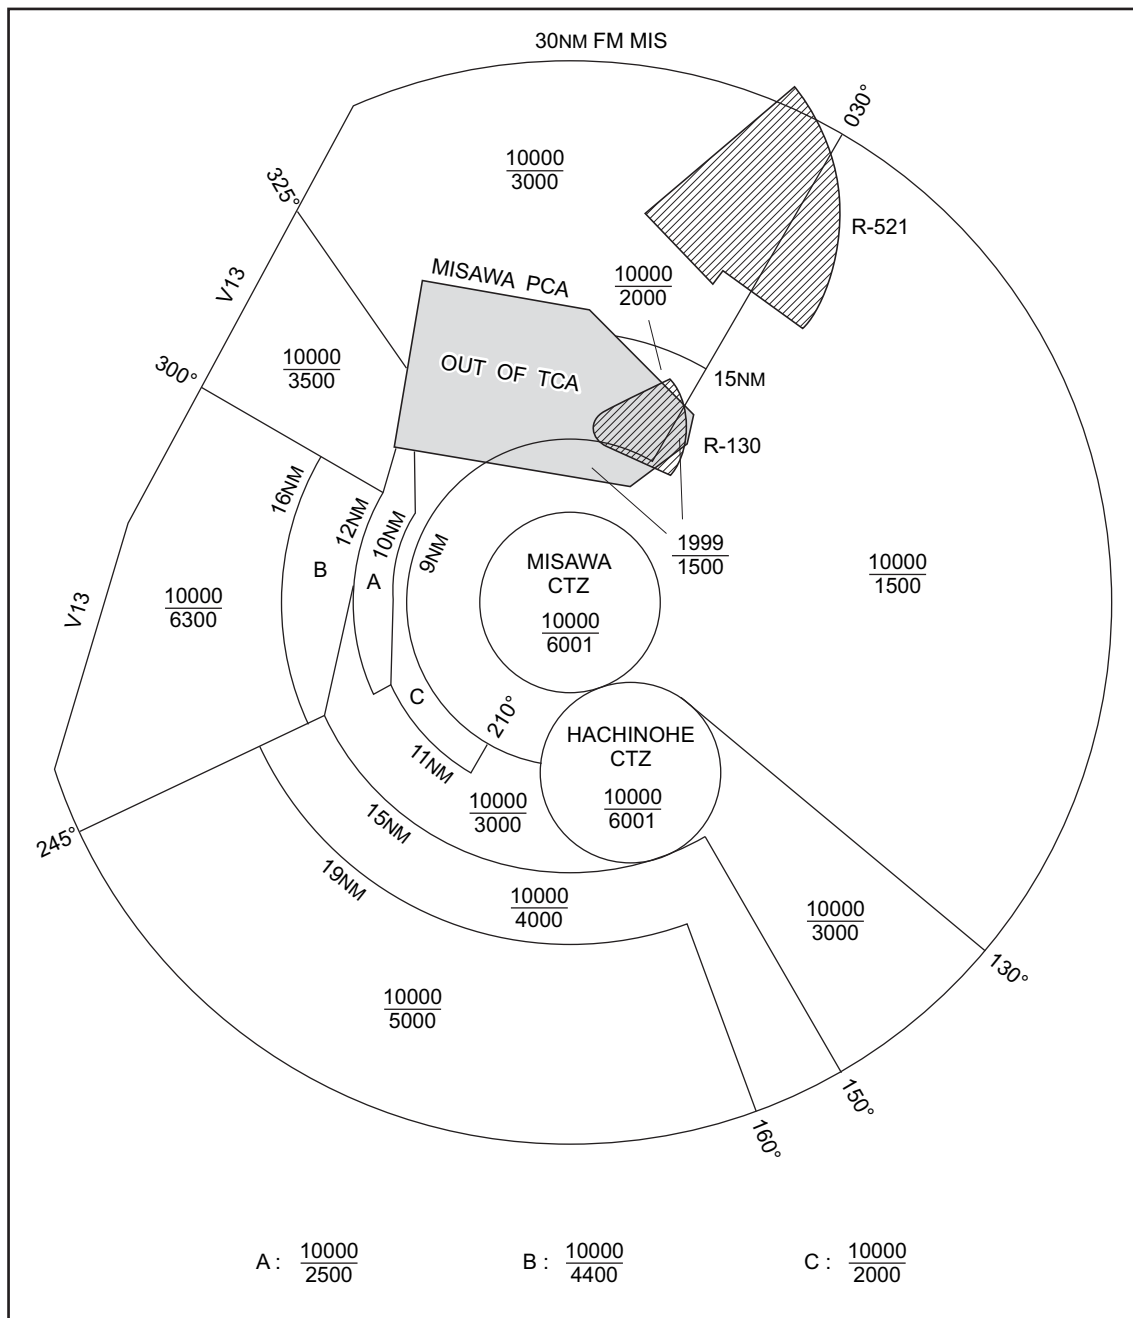 30NM FM MIS
030°
10000
3000
325°
R-521
MISAWA PCA
10000
2000
V13
10000
3500
OUT OF TCA
15NM
300°
R-130
16NM
12NM
10NM
9NM
1999
1500
MISAWA
CTZ
10000
6001
B
A
10000
1500
V13
10000
6300
C
210°
HACHINOHE
CTZ
10000
6001
11NM
10000
3000
15NM
245°
19NM
10000
4000
10000
3000
130°
10000
5000
150°
160°
A : 10000
2500
B : 10000
4400
C : 10000
2000